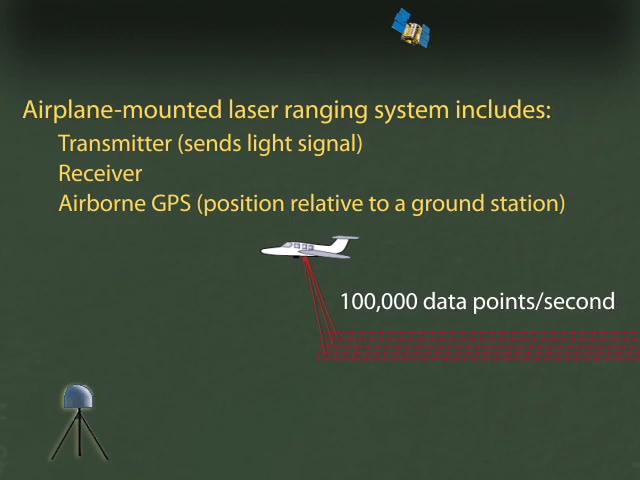 Airplane-mounted laser ranging system includes:
Transmitter (sends light signal)
Receiver
Airborne GPS (position relative to a ground station)
100,000 data points/second